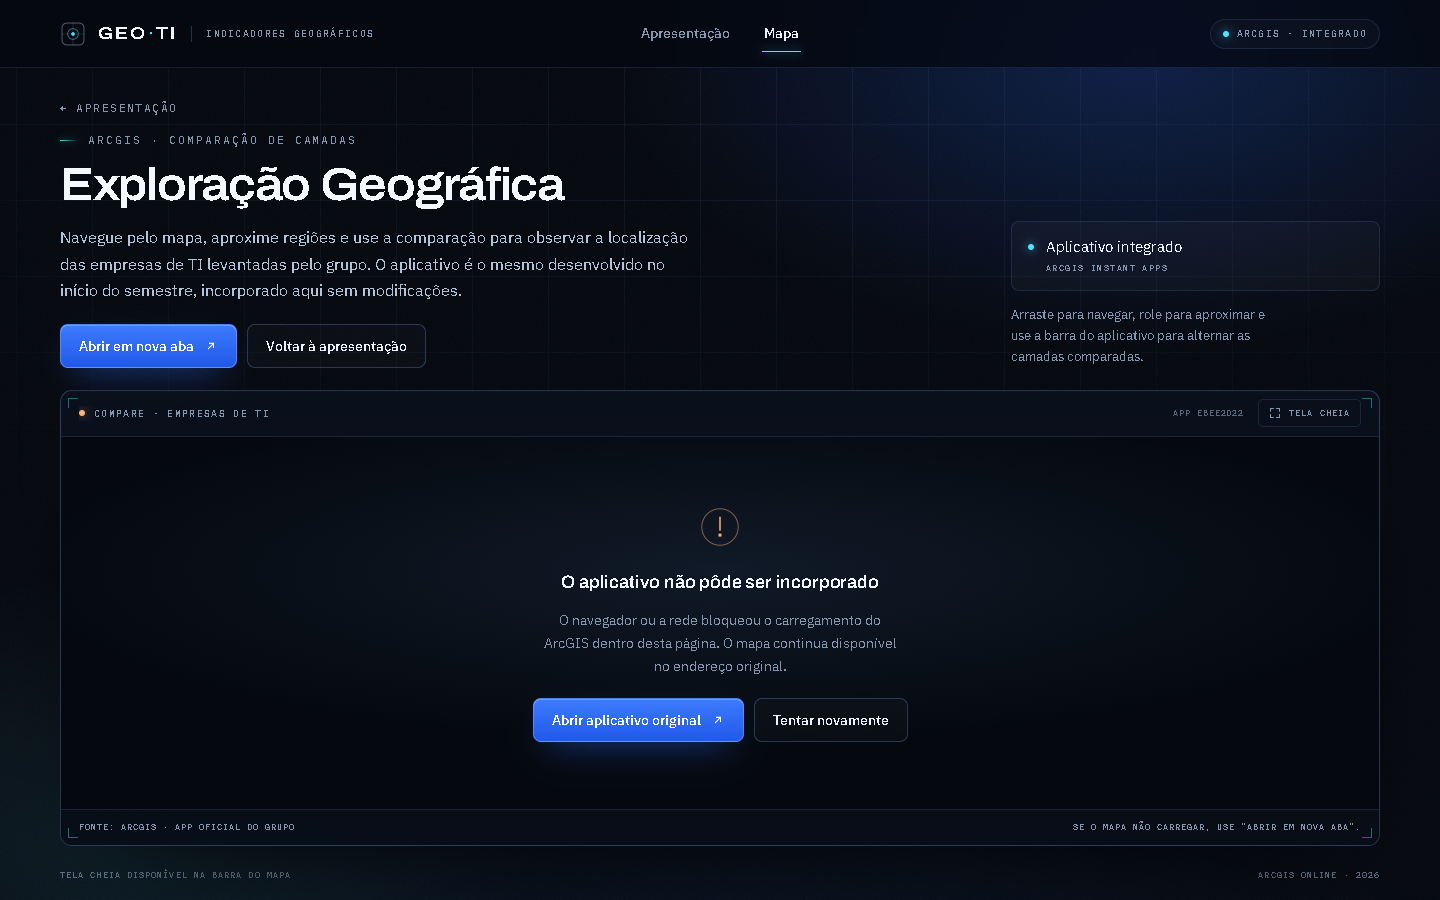 GEO·TI
INDICADORES GEOGRÁFICOS
Apresentação
Mapa
ARCGIS · INTEGRADO
← APRESENTAÇÃO
ARCGIS · COMPARAÇÃO DE CAMADAS
Exploração Geográfica
Navegue pelo mapa, aproxime regiões e use a comparação para observar a localização
das empresas de TI levantadas pelo grupo. O aplicativo é o mesmo desenvolvido no
início do semestre, incorporado aqui sem modificações.
Abrir em nova aba ↗
Voltar à apresentação
Aplicativo integrado
ARCGIS INSTANT APPS
Arraste para navegar, role para aproximar e
use a barra do aplicativo para alternar as
camadas comparadas.
COMPARE · EMPRESAS DE TI
APP EBEE2D22
TELA CHEIA
!
O aplicativo não pôde ser incorporado
O navegador ou a rede bloqueou o carregamento do
ArcGIS dentro desta página. O mapa continua disponível
no endereço original.
Abrir aplicativo original ↗
Tentar novamente
FONTE: ARCGIS · APP OFICIAL DO GRUPO
SE O MAPA NÃO CARREGAR, USE "ABRIR EM NOVA ABA".
TELA CHEIA DISPONÍVEL NA BARRA DO MAPA
ARCGIS ONLINE · 2026